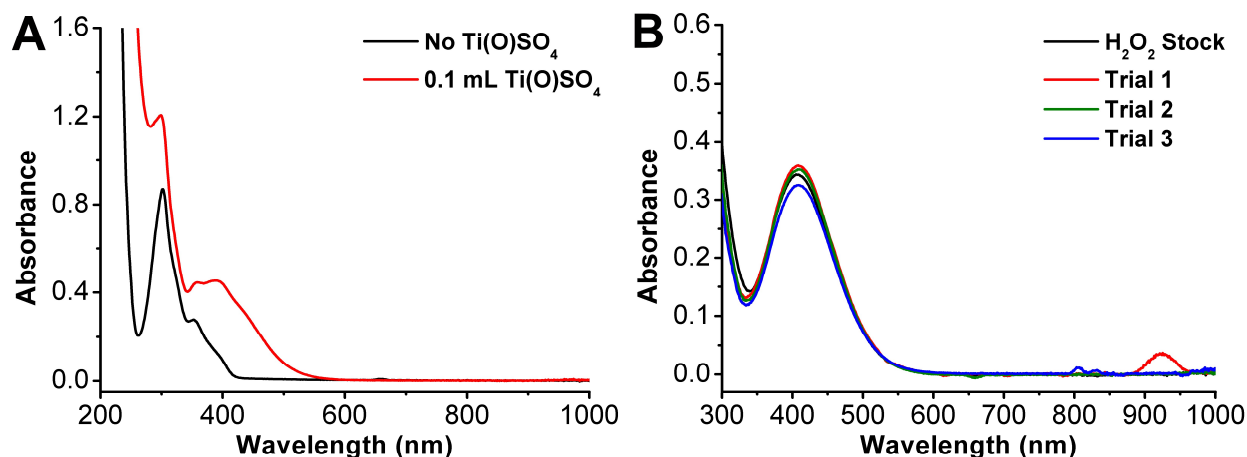 A
No Ti(O)SO₄
0.1 mL Ti(O)SO₄
Absorbance
1.6
1.2
0.8
0.4
0.0
200 400 600 800 1000
Wavelength (nm)
B
H₂O₂ Stock
Trial 1
Trial 2
Trial 3
Absorbance
0.6
0.5
0.4
0.3
0.2
0.1
0.0
300 400 500 600 700 800 900 1000
Wavelength (nm)